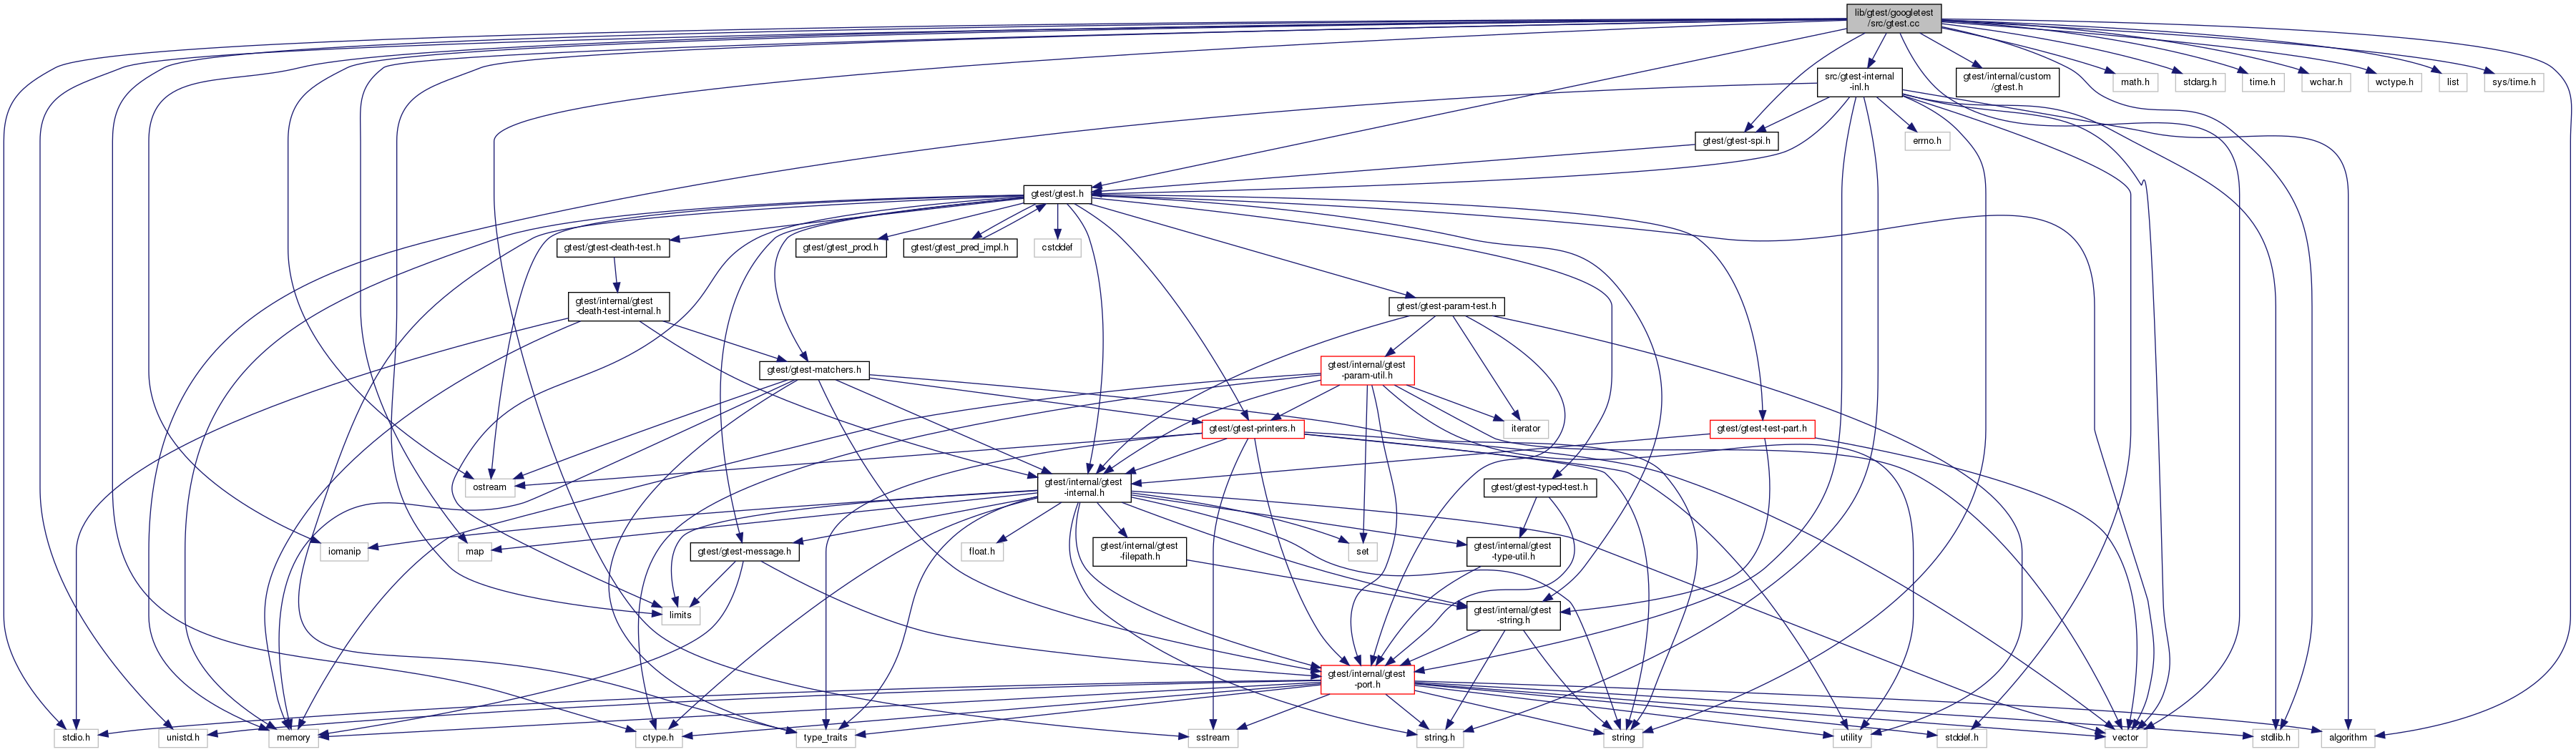 lib/gtest/googletest
/src/gtest.cc
src/gtest-internal
-inl.h
gtest/internal/custom
/gtest.h
math.h
stdarg.h
time.h
wchar.h
wctype.h
list
sys/time.h
gtest/gtest-spi.h
errno.h
gtest/gtest.h
gtest/gtest-death-test.h
gtest/gtest_prod.h
gtest/gtest_pred_impl.h
cstddef
gtest/internal/gtest
-death-test-internal.h
gtest/gtest-param-test.h
gtest/gtest-matchers.h
gtest/internal/gtest
-param-util.h
gtest/gtest-printers.h
iterator
gtest/gtest-test-part.h
ostream
gtest/internal/gtest
-internal.h
gtest/gtest-typed-test.h
iomanip
map
gtest/gtest-message.h
float.h
gtest/internal/gtest
-filepath.h
set
gtest/internal/gtest
-type-util.h
limits
gtest/internal/gtest
-string.h
gtest/internal/gtest
-port.h
stdio.h
unistd.h
memory
ctype.h
type_traits
sstream
string.h
string
utility
stddef.h
vector
stdlib.h
algorithm